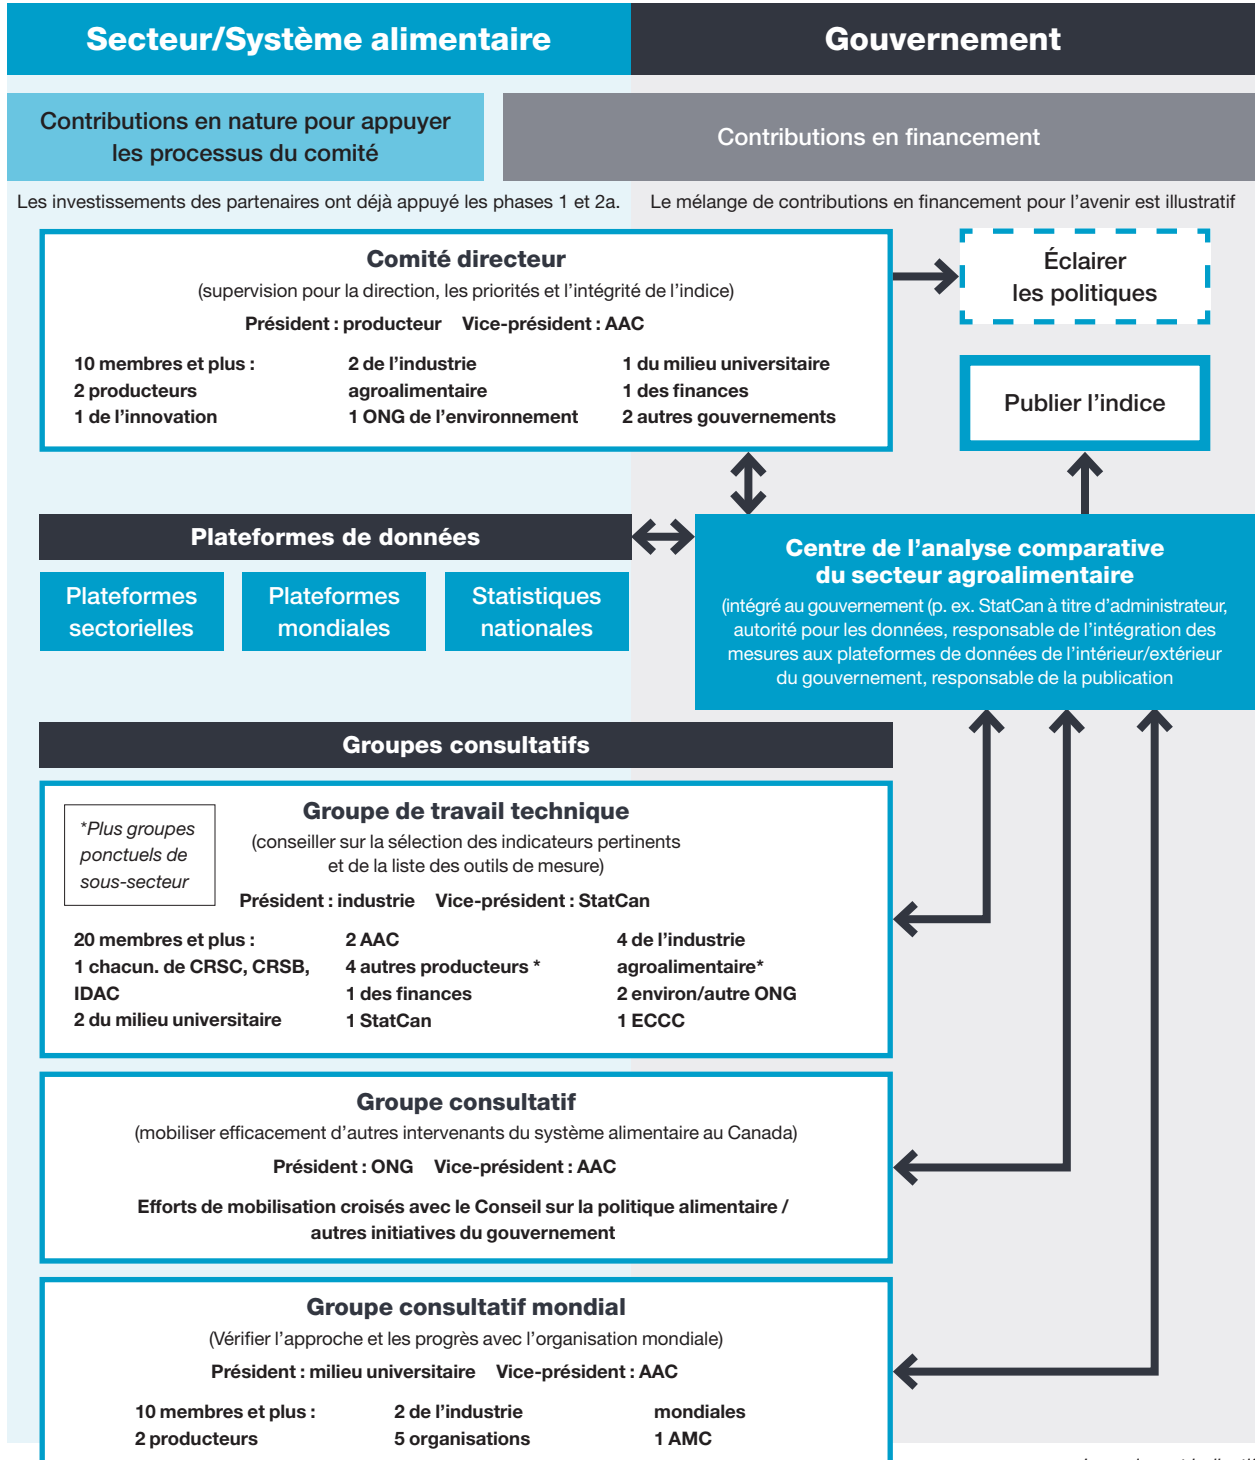 Secteur/Système alimentaire
Gouvernement
Contributions en nature pour appuyer
les processus du comité
Contributions en financement
Les investissements des partenaires ont déjà appuyé les phases 1 et 2a.
Le mélange de contributions en financement pour l'avenir est illustratif
Comité directeur
(supervision pour la direction, les priorités et l'intégrité de l'indice)
Président : producteur Vice-président : AAC
10 membres et plus :
2 producteurs
1 de l'innovation
2 de l'industrie
agroalimentaire
1 ONG de l'environnement
1 du milieu universitaire
1 des finances
2 autres gouvernements
Éclairer
les politiques
Publier l'indice
Plateformes de données
Plateformes
sectorielles
Plateformes
mondiales
Statistiques
nationales
Centre de l'analyse comparative
du secteur agroalimentaire
(intégré au gouvernement (p. ex. StatCan à titre d'administrateur,
autorité pour les données, responsable de l'intégration des
mesures aux plateformes de données de l'intérieur/extérieur
du gouvernement, responsable de la publication
Groupes consultatifs
*Plus groupes
ponctuels de
sous-secteur
Groupe de travail technique
(conseiller sur la sélection des indicateurs pertinents
et de la liste des outils de mesure)
Président : industrie Vice-président : StatCan
20 membres et plus :
1 chacun. de CRSC, CRSB,
IDAC
2 du milieu universitaire
2 AAC
4 autres producteurs *
1 des finances
1 StatCan
4 de l'industrie
agroalimentaire*
2 environ/autre ONG
1 ECCC
Groupe consultatif
(mobiliser efficacement d'autres intervenants du système alimentaire au Canada)
Président : ONG Vice-président : AAC
Efforts de mobilisation croisés avec le Conseil sur la politique alimentaire /
autres initiatives du gouvernement
Groupe consultatif mondial
(Vérifier l'approche et les progrès avec l'organisation mondiale)
Président : milieu universitaire Vice-président : AAC
10 membres et plus :
2 producteurs
2 de l'industrie
5 organisations
mondiales
1 AMC